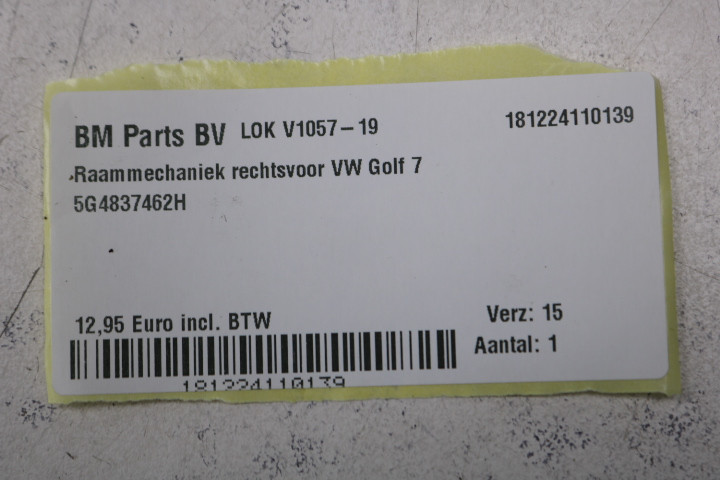 BM Parts BV LOK V1057-19 181224110139
Raammechaniek rechtsvoor VW Golf 7
5G4837462H
12,95 Euro incl. BTW Verz: 15
Aantal: 1
181224110139